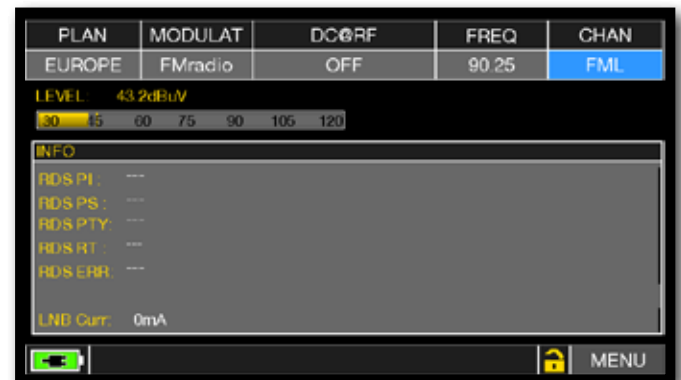 PLAN MODULAT DC@RF FREQ CHAN
EUROPE FMradio OFF 90.25 FML
LEVEL: 43.2dBuV
30 45 60 75 90 105 120
INFO
RDS PI : ---
RDS PS : ---
RDS PTY: ---
RDS RT : ---
RDS ERR: ---
LNB Curr: 0mA
MENU